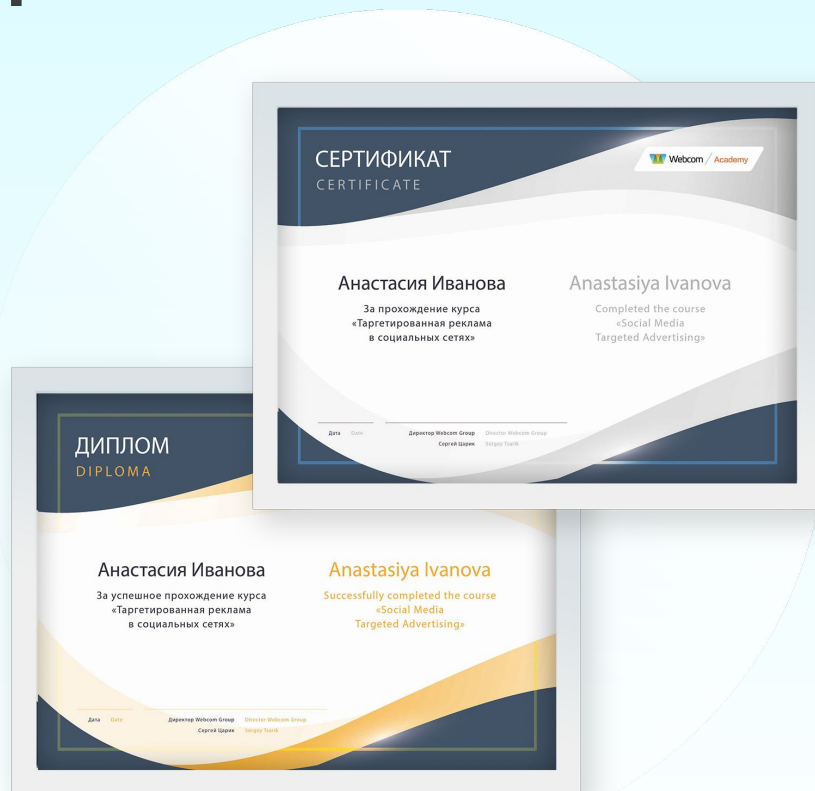 СЕРТИФИКАТ
CERTIFICATE
Webcom / Academy
Анастасия Иванова
За прохождение курса
«Таргетированная реклама
в социальных сетях»
Anastasiya Ivanova
Completed the course
«Social Media
Targeted Advertising»
Дата Date
Директор Webcom Group Director Webcom Group
Сергей Царик Sergey Tsarik
ДИПЛОМ
DIPLOMA
Анастасия Иванова
За успешное прохождение курса
«Таргетированная реклама
в социальных сетях»
Anastasiya Ivanova
Successfully completed the course
«Social Media
Targeted Advertising»
Дата Date
Директор Webcom Group Director Webcom Group
Сергей Царик Sergey Tsarik